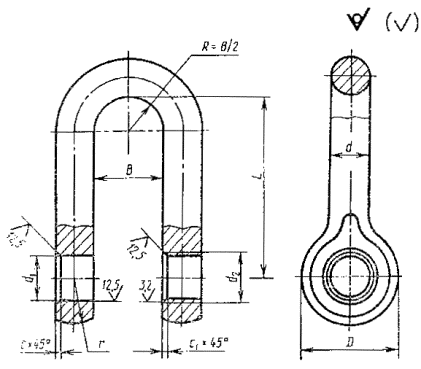 (√)
R = B/2
B
L
d
12,5
12,5
d₁
12,5
3,2
d₂
c × 45°
r
c₁ × 45°
D